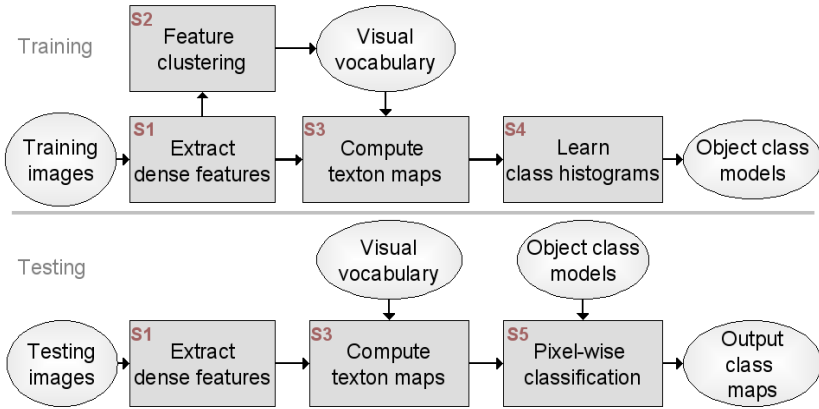 S2
Feature
clustering
Visual
vocabulary
Training
S1
Extract
dense features
S3
Compute
texton maps
S4
Learn
class histograms
Training
images
Object class
models
Testing
Visual
vocabulary
Object class
models
Testing
images
S1
Extract
dense features
S3
Compute
texton maps
S5
Pixel-wise
classification
Output
class
maps